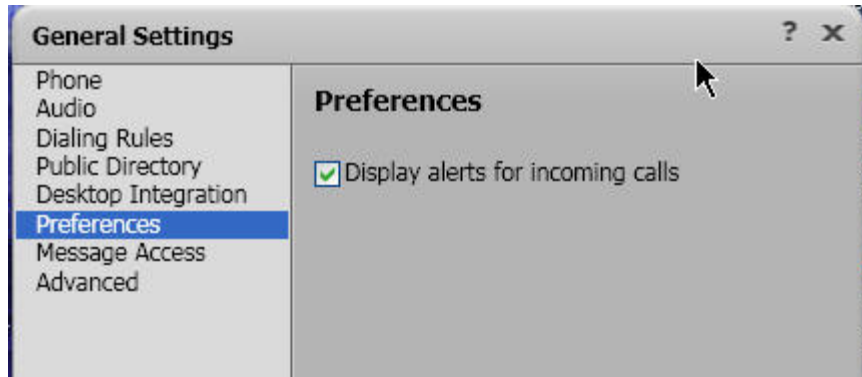 General Settings
? x
Phone
Audio
Dialing Rules
Public Directory
Desktop Integration
Preferences
Message Access
Advanced
Preferences
Display alerts for incoming calls